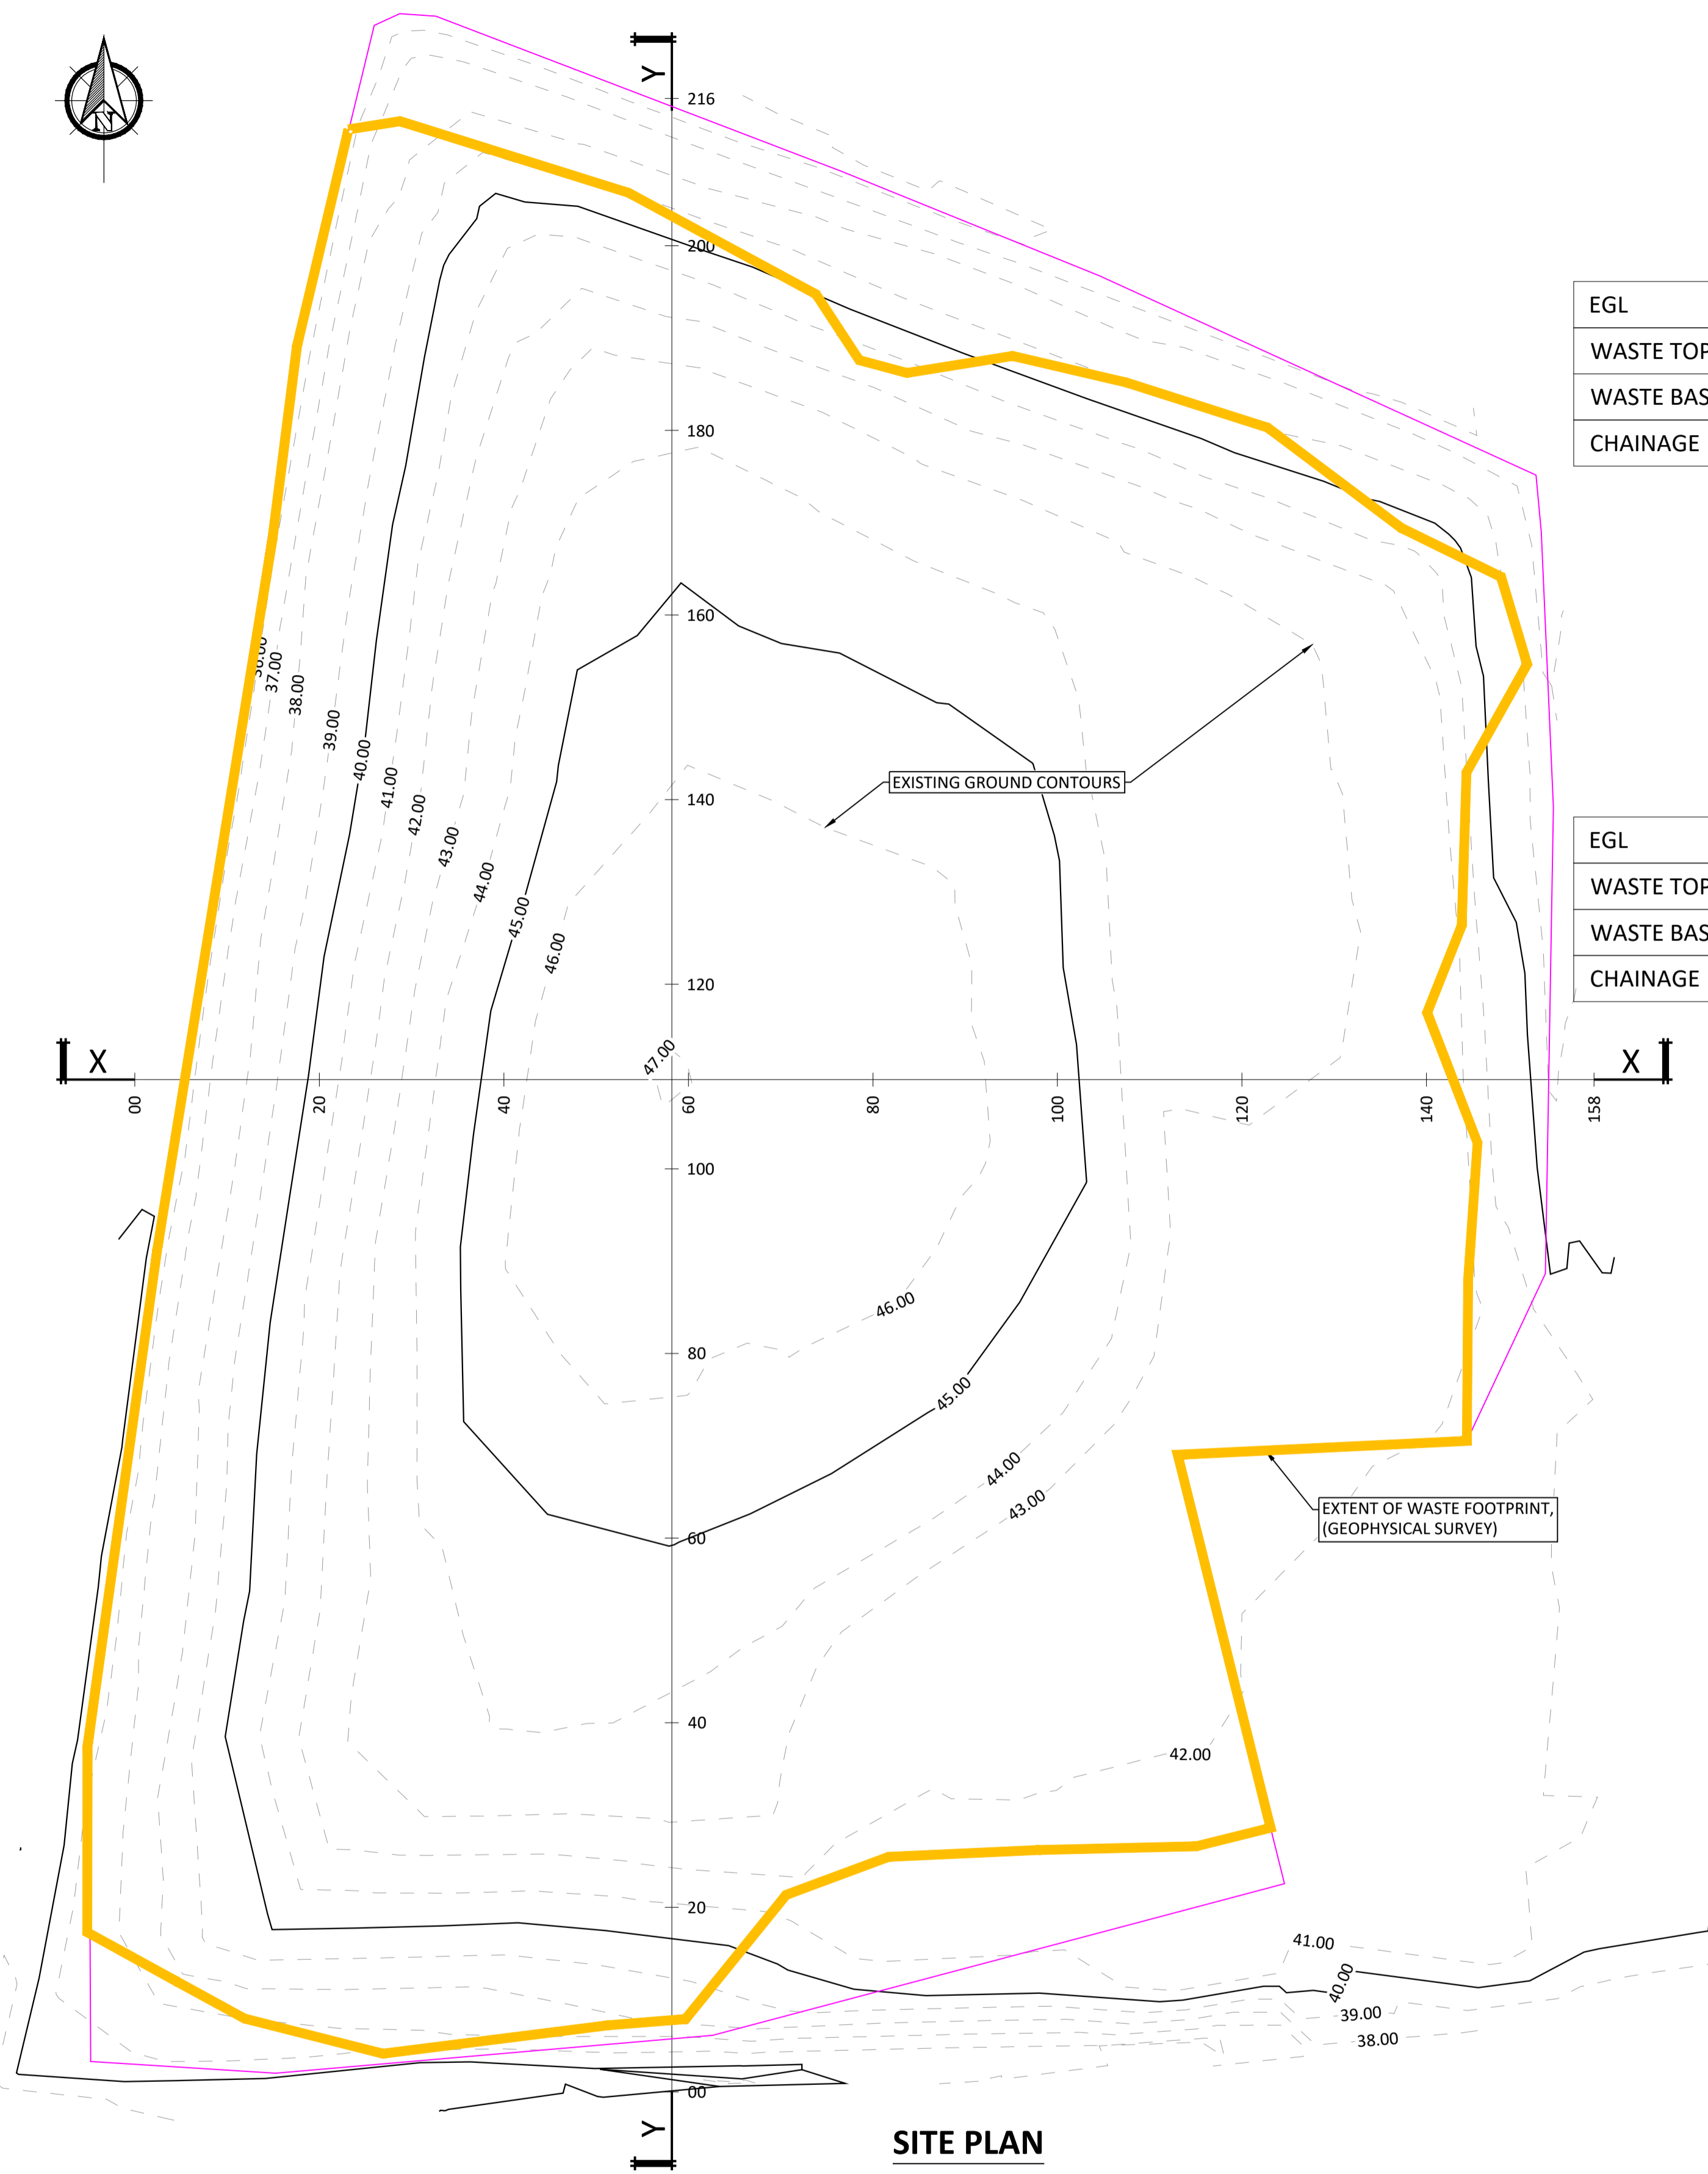 Y
N
216
200
EGL
WASTE TOP
WASTE BAS
CHAINAGE
180
160
37.00
38.00
39.00
40.00
41.00
42.00
43.00
44.00
45.00
46.00
EXISTING GROUND CONTOURS
140
EGL
WASTE TOP
WASTE BAS
CHAINAGE
120
47.00
X
X
00
20
40
60
80
100
120
140
158
100
46.00
80
45.00
44.00
43.00
EXTENT OF WASTE FOOTPRINT,
(GEOPHYSICAL SURVEY)
60
40
42.00
20
41.00
40.00
39.00
38.00
00
Y
SITE PLAN